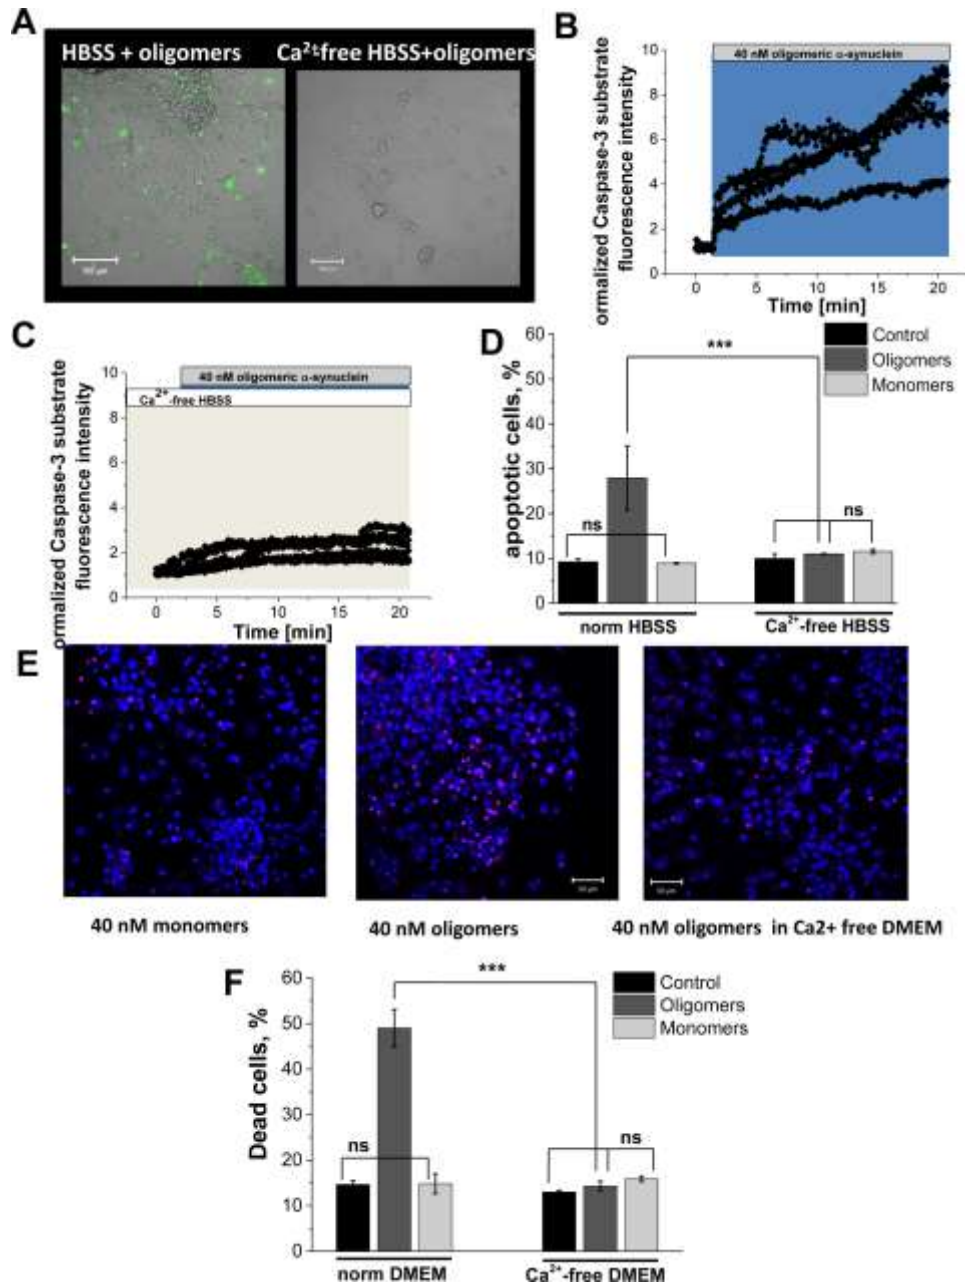 A
HBSS + oligomers
Ca2+free HBSS+oligomers
B
ormalized Caspase-3 substrate
fluorescence intensity
40 nM oligomeric α-synuclein
10
8
6
4
2
0
0 5 10 15 20
Time [min]
C
ormalized Caspase-3 substrate
fluorescence intensity
40 nM oligomeric α-synuclein
Ca2+-free HBSS
10
8
6
4
2
0
0 5 10 15 20
Time [min]
D
apoptotic cells, %
60
50
40
30
20
10
0
Control
Oligomers
Monomers
***
ns
ns
norm HBSS
Ca2+-free HBSS
E
50 µm
40 nM monomers
40 nM oligomers
40 nM oligomers in Ca2+ free DMEM
F
Dead cells, %
60
50
40
30
20
10
0
Control
Oligomers
Monomers
***
ns
ns
norm DMEM
Ca2+-free DMEM